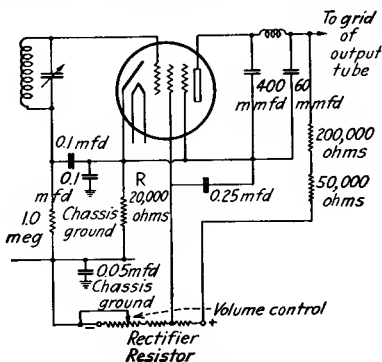 To grid
of
output
tube
400
mmfd
60
mmfd
0.1 mfd
0.1
mfd
Chassis
ground
1.0
meg
R
20,000
ohms
0.25 mfd
200,000
ohms
50,000
ohms
0.05 mfd
Chassis
ground
Volume control
− +
Rectifier
Resistor